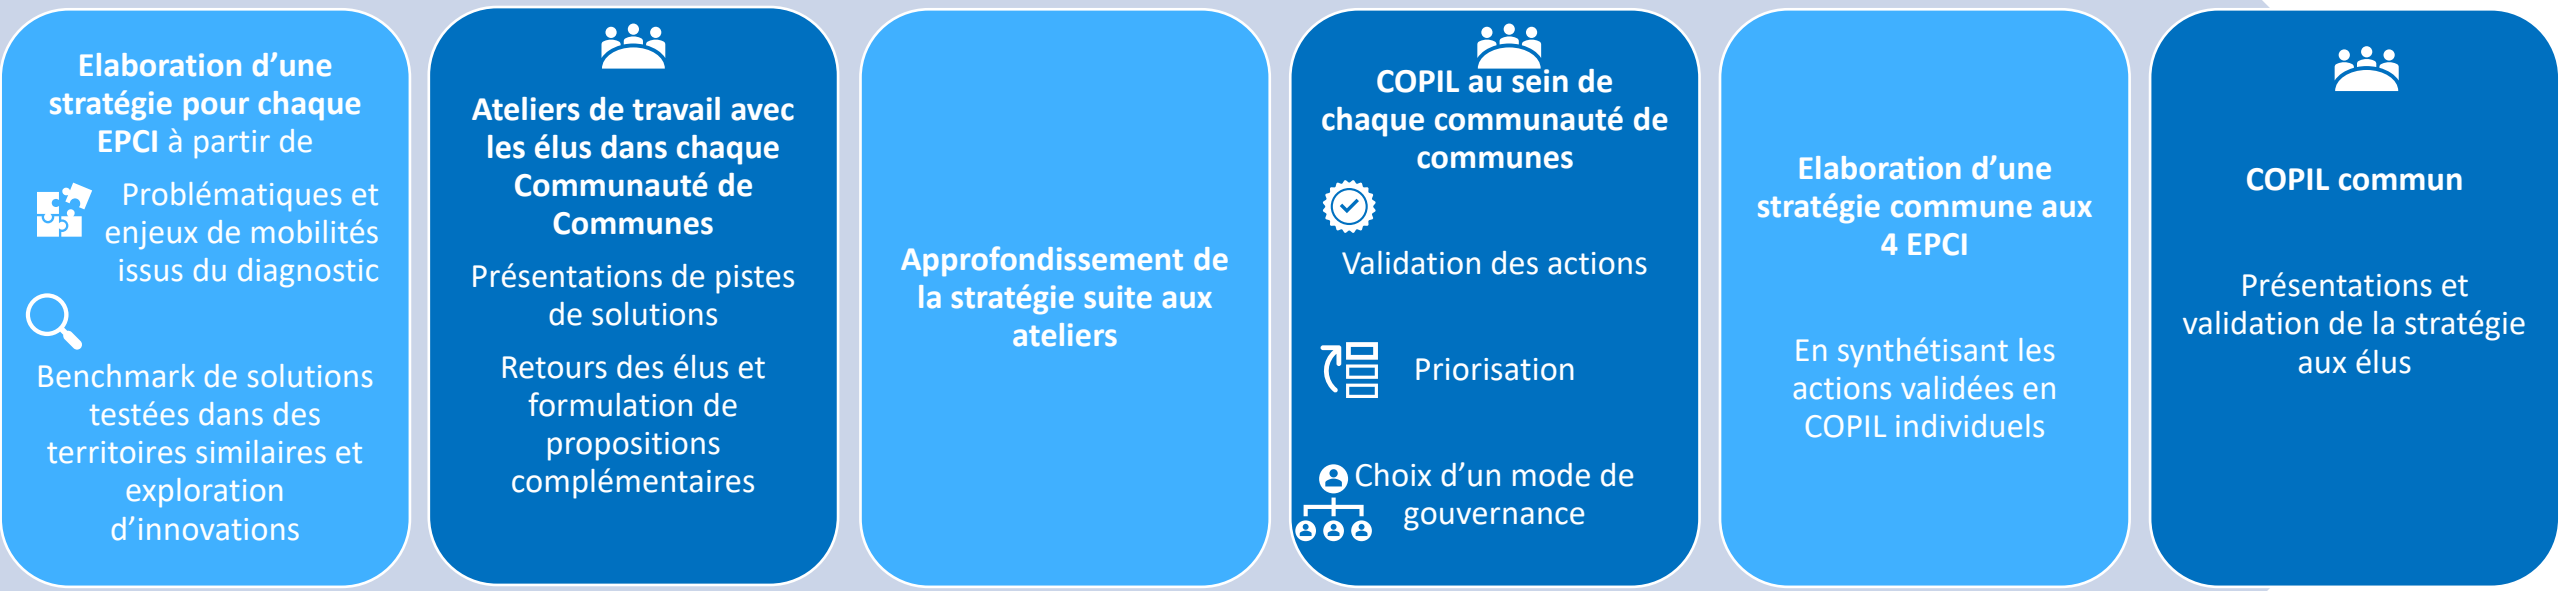 Elaboration d’une
stratégie pour chaque
EPCI à partir de
Problématiques et
enjeux de mobilités
issus du diagnostic
Benchmark de solutions
testées dans des
territoires similaires et
exploration
d’innovations
Ateliers de travail avec
les élus dans chaque
Communauté de
Communes
Présentations de pistes
de solutions
Retours des élus et
formulation de
propositions
complémentaires
Approfondissement de
la stratégie suite aux
ateliers
COPIL au sein de
chaque communauté de
communes
Validation des actions
Priorisation
Choix d’un mode de
gouvernance
Elaboration d’une
stratégie commune aux
4 EPCI
En synthétisant les
actions validées en
COPIL individuels
COPIL commun
Présentations et
validation de la stratégie
aux élus